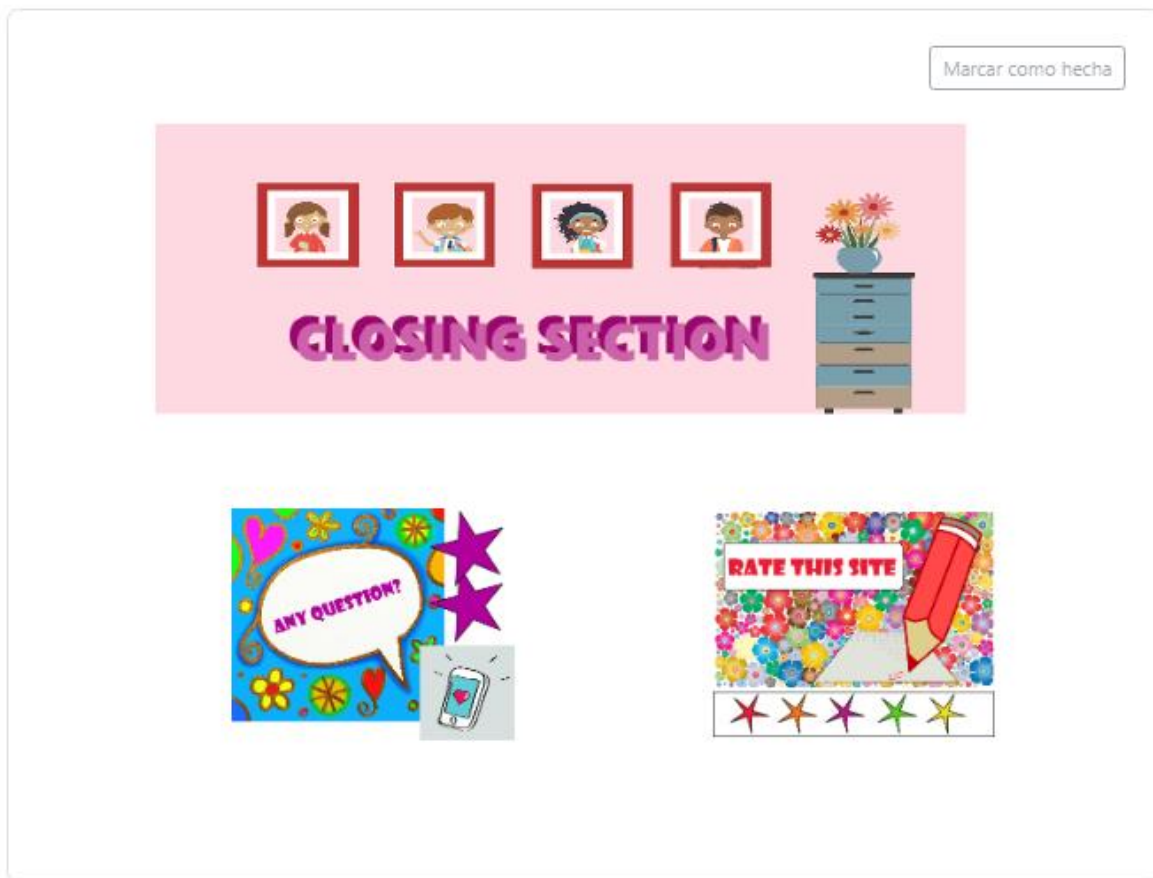 Marcar como hecha
CLOSING SECTION
ANY QUESTION?
RATE THIS SITE